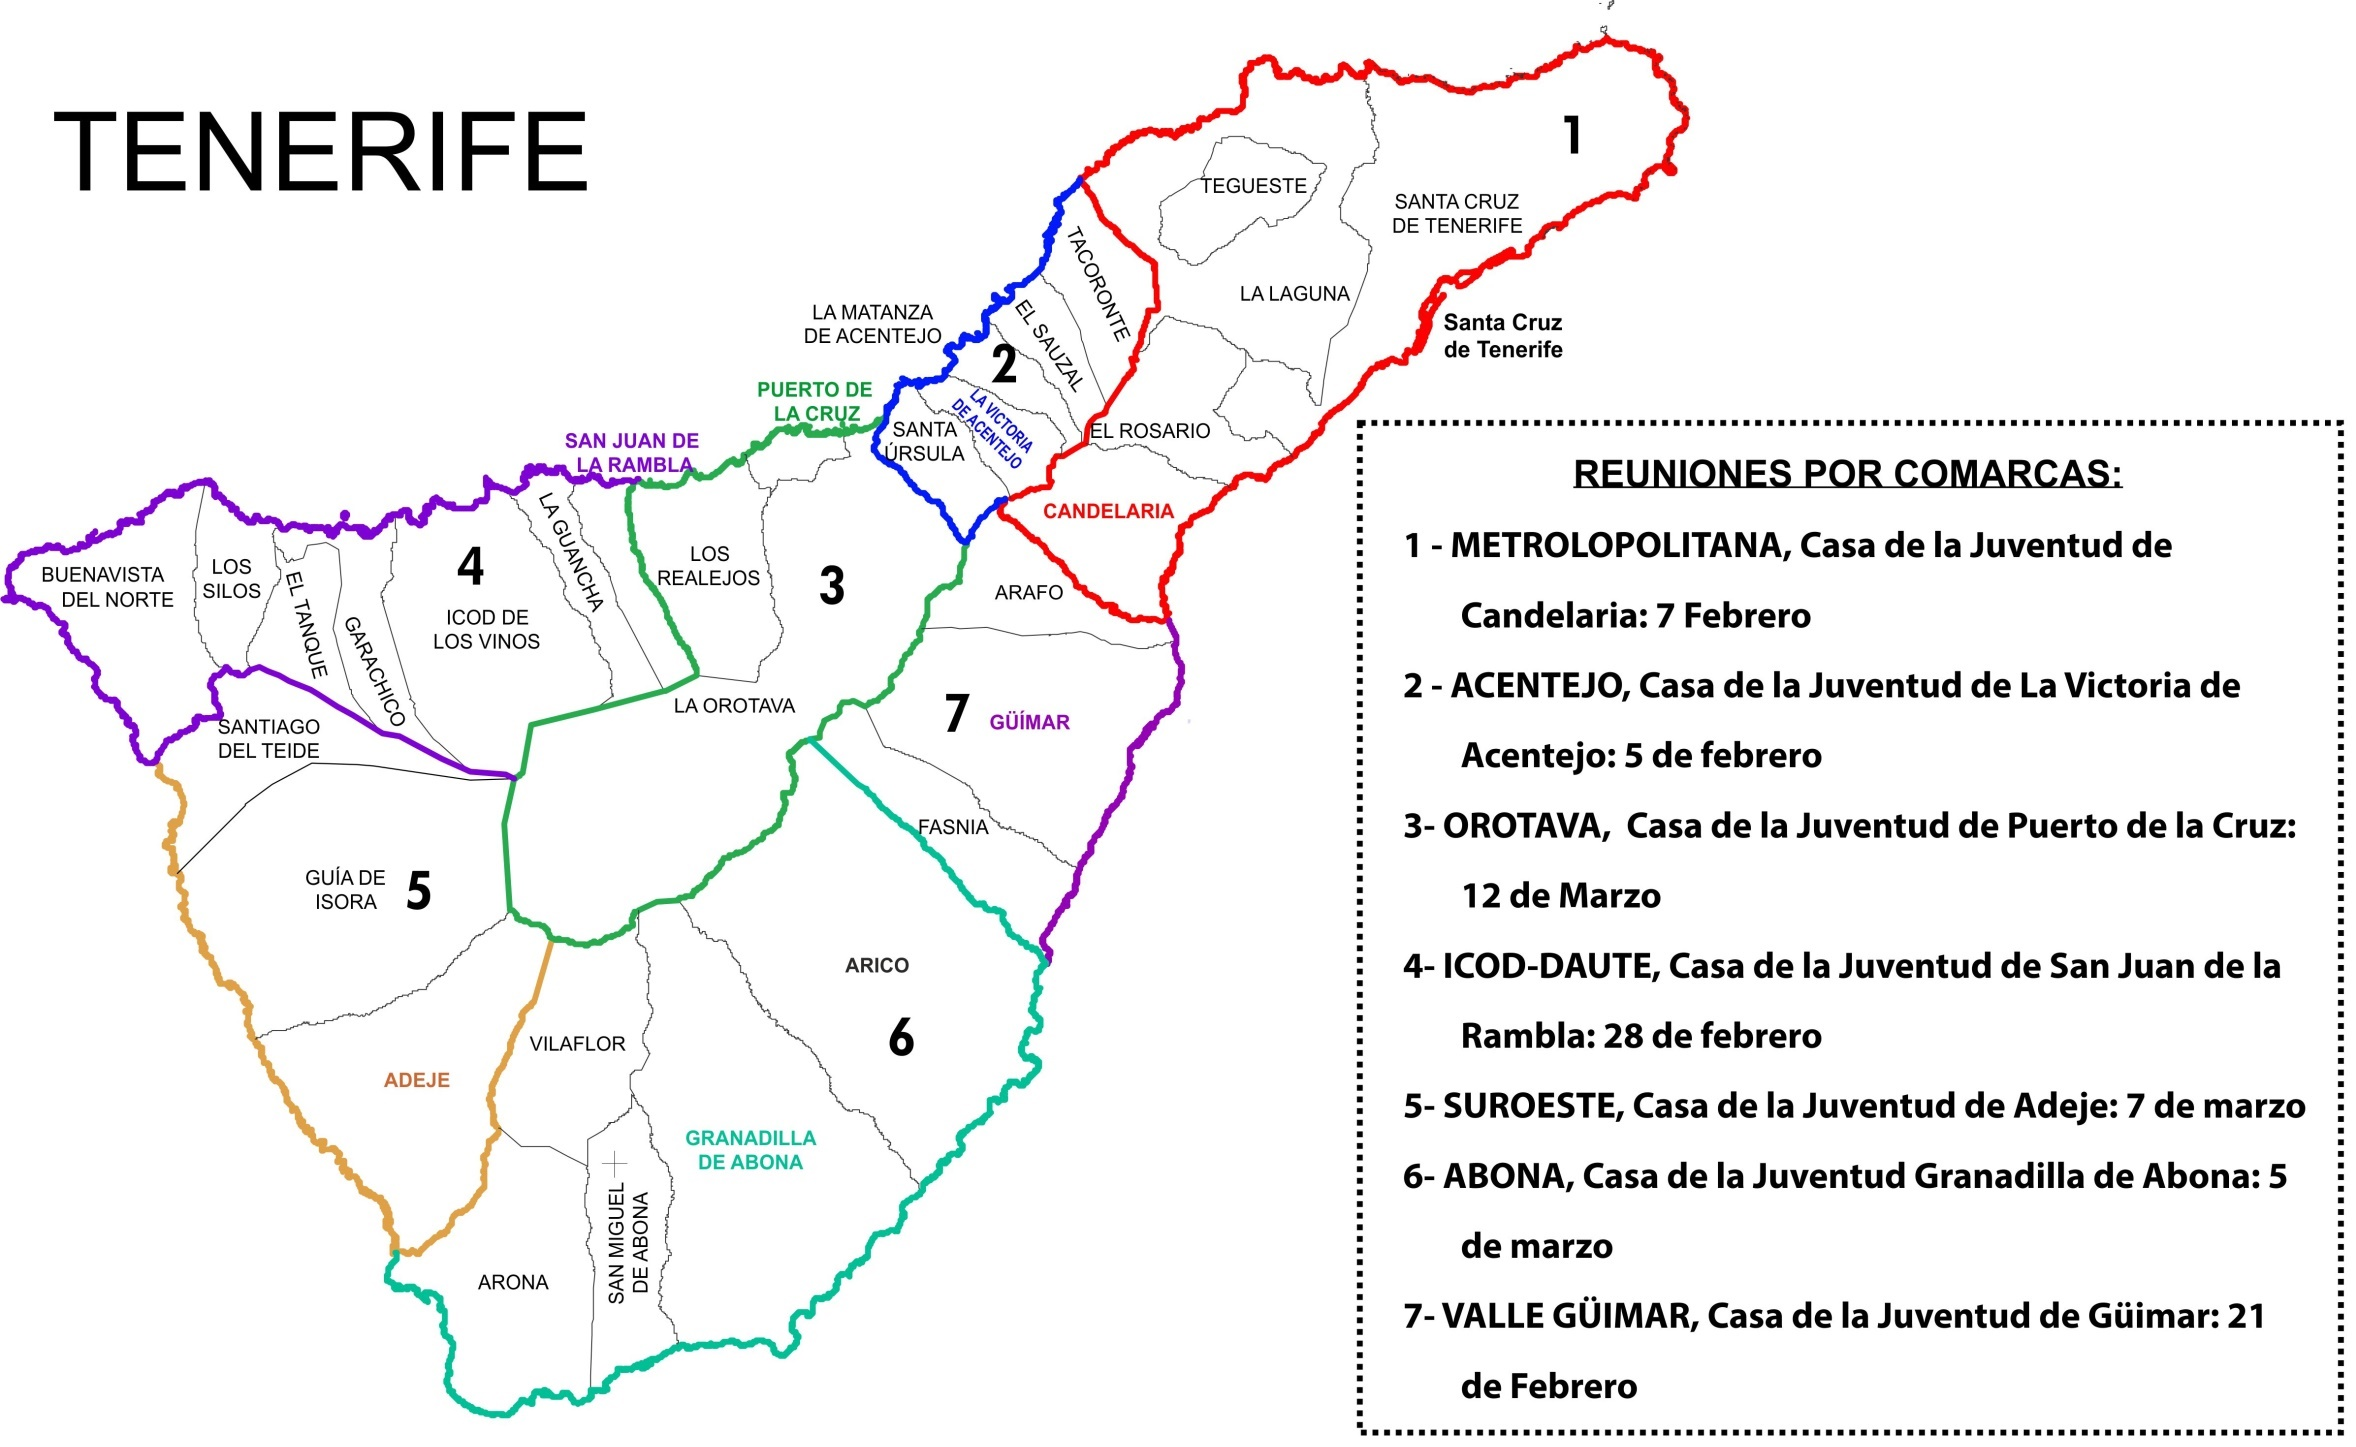 TENERIFE
1
TEGUESTE
SANTA CRUZ
DE TENERIFE
LA LAGUNA
Santa Cruz
de Tenerife
TACORONTE
EL SAUZAL
LA MATANZA
DE ACENTEJO
2
LA VICTORIA
DE ACENTEJO
SANTA
ÚRSULA
EL ROSARIO
CANDELARIA
PUERTO DE
LA CRUZ
SAN JUAN DE
LA RAMBLA
LOS
REALEJOS
3
LA OROTAVA
ARAFO
BUENAVISTA
DEL NORTE
LOS
SILOS
EL TANQUE
GARACHICO
4
ICOD DE
LOS VINOS
LA GUANCHA
SANTIAGO
DEL TEIDE
7
GÜÍMAR
FASNIA
GUÍA DE
ISORA
5
ADEJE
VILAFLOR
ARICO
6
GRANADILLA
DE ABONA
SAN MIGUEL
DE ABONA
ARONA
REUNIONES POR COMARCAS:
1 - METROLOPOLITANA, Casa de la Juventud de
Candelaria: 7 Febrero
2 - ACENTEJO, Casa de la Juventud de La Victoria de
Acentejo: 5 de febrero
3- OROTAVA, Casa de la Juventud de Puerto de la Cruz:
12 de Marzo
4- ICOD-DAUTE, Casa de la Juventud de San Juan de la
Rambla: 28 de febrero
5- SUROESTE, Casa de la Juventud de Adeje: 7 de marzo
6- ABONA, Casa de la Juventud Granadilla de Abona: 5
de marzo
7- VALLE GÜIMAR, Casa de la Juventud de Güimar: 21
de Febrero